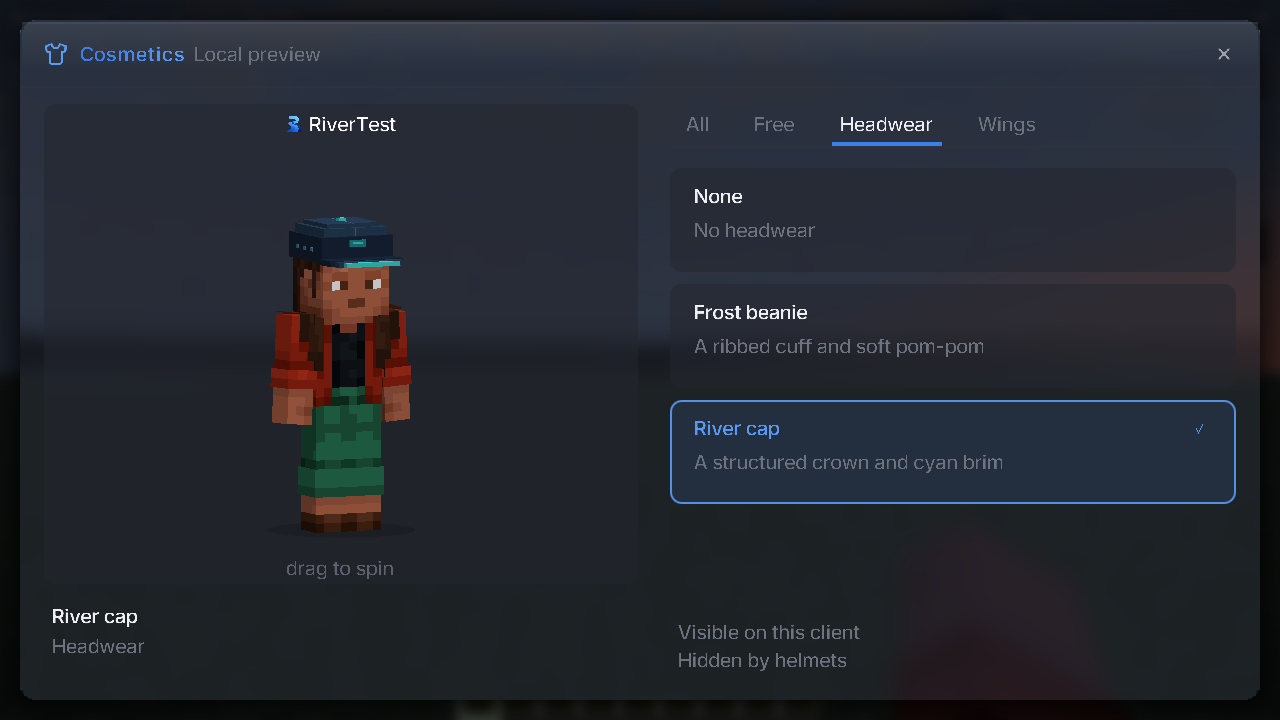 Cosmetics Local preview
RiverTest
drag to spin
River cap
Headwear
All Free Headwear Wings
None
No headwear
Frost beanie
A ribbed cuff and soft pom-pom
River cap
A structured crown and cyan brim
Visible on this client
Hidden by helmets